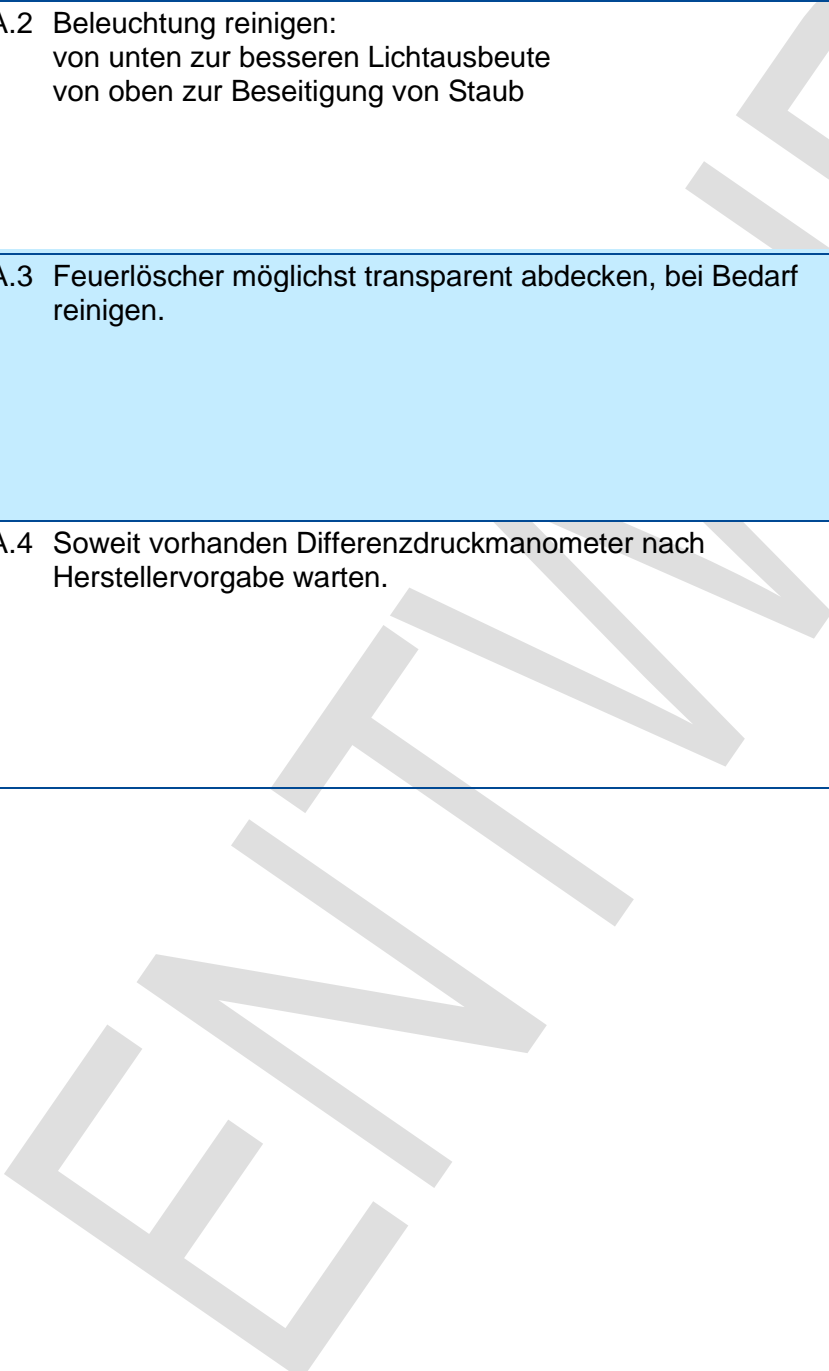 A.2 Beleuchtung reinigen:
von unten zur besseren Lichtausbeute
von oben zur Beseitigung von Staub
A.3 Feuerlöscher möglichst transparent abdecken, bei Bedarf
reinigen.
A.4 Soweit vorhanden Differenzdruckmanometer nach
Herstellervorgabe warten.
ENTW